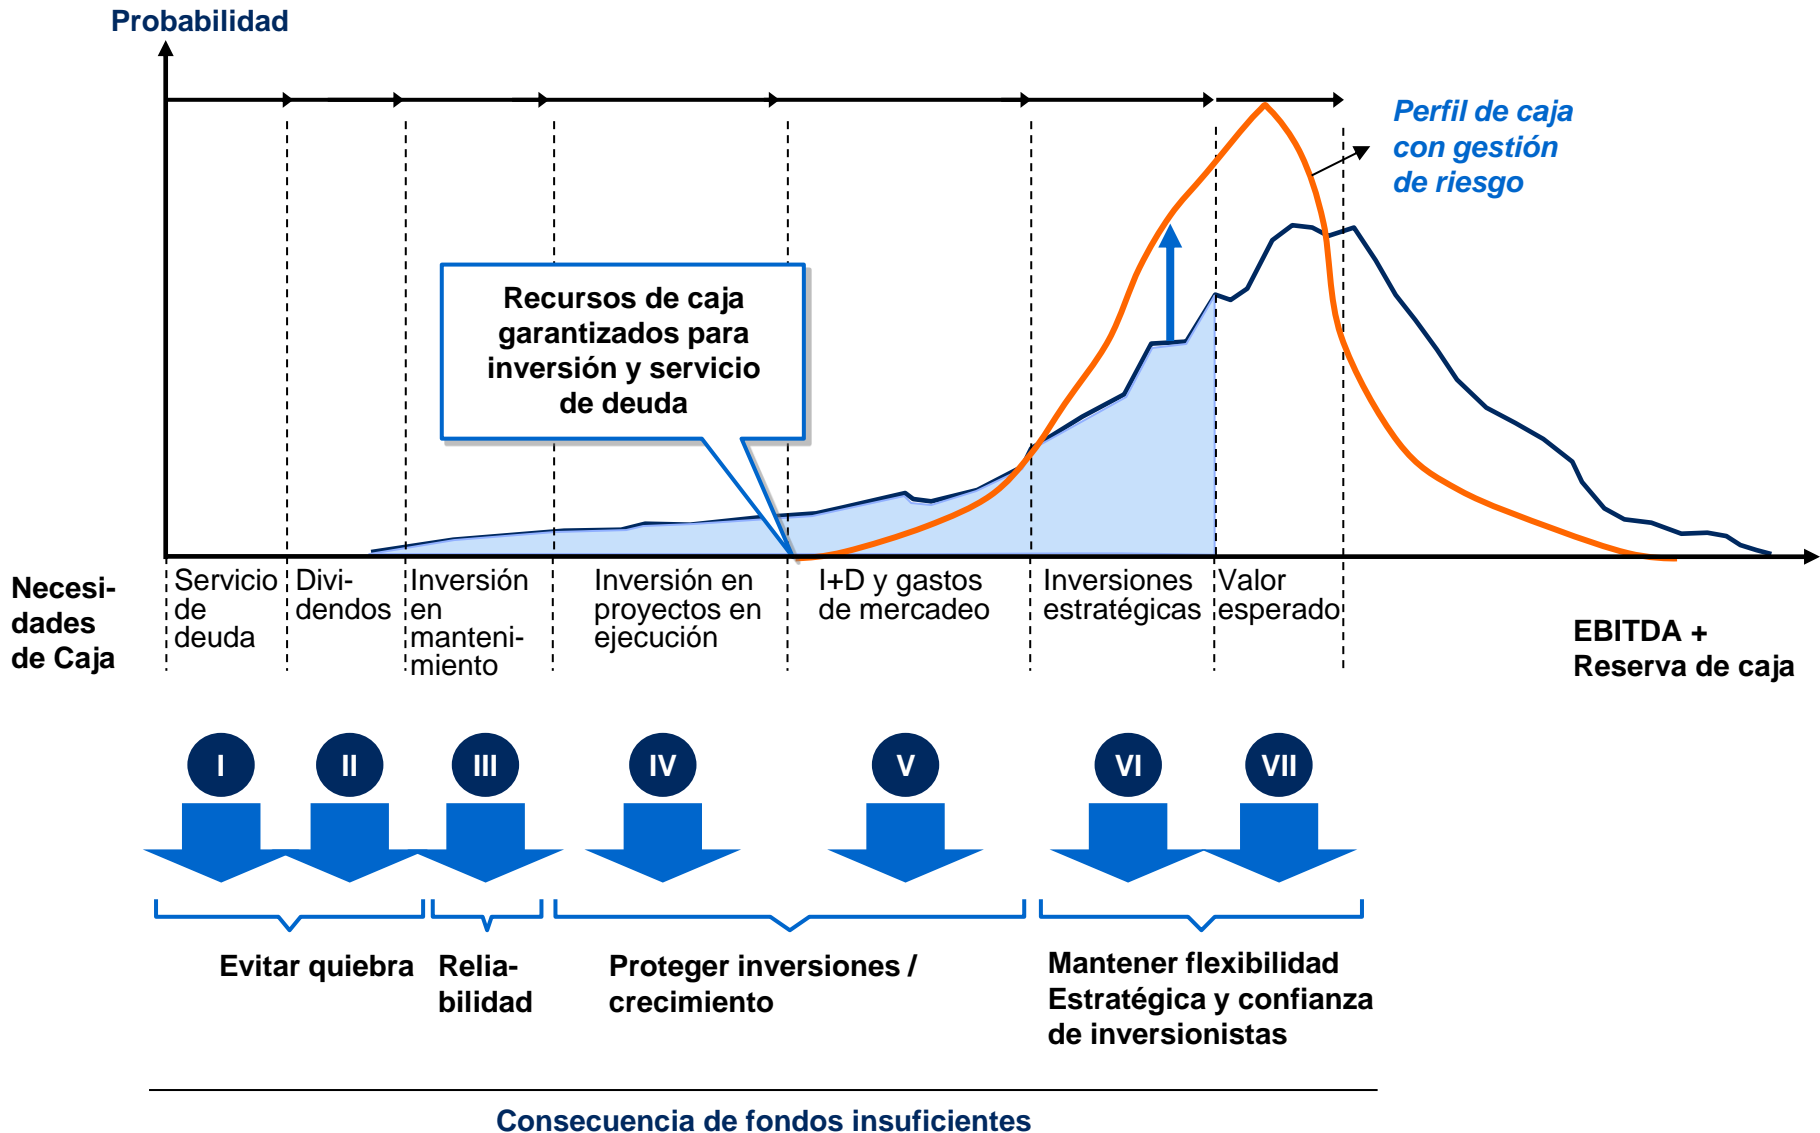 Probabilidad
Perfil de caja
con gestión
de riesgo
Recursos de caja
garantizados para
inversión y servicio
de deuda
Necesi-
dades
de Caja
Servicio
de
deuda
Divi-
dendos
Inversión
en
manteni-
miento
Inversión en
proyectos en
ejecución
I+D y gastos
de mercadeo
Inversiones
estratégicas
Valor
esperado
EBITDA +
Reserva de caja
I
II
III
IV
V
VI
VII
Evitar quiebra
Relia-
bilidad
Proteger inversiones /
crecimiento
Mantener flexibilidad
Estratégica y confianza
de inversionistas
Consecuencia de fondos insuficientes